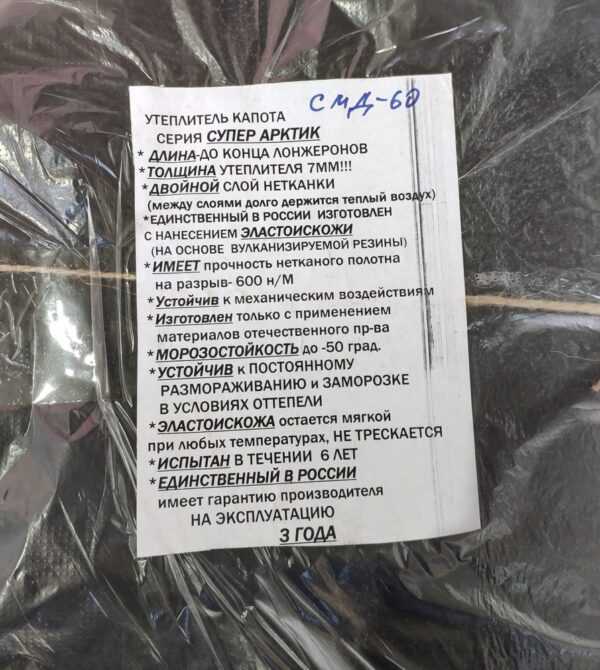 СМД-60
УТЕПЛИТЕЛЬ КАПОТА
СЕРИЯ СУПЕР АРКТИК
* ДЛИНА-ДО КОНЦА ЛОНЖЕРОНОВ
*ТОЛЩИНА УТЕПЛИТЕЛЯ 7ММ!!!
*ДВОЙНОЙ СЛОЙ НЕТКАНКИ
(между слоями долго держится теплый воздух)
*ЕДИНСТВЕННЫЙ В РОССИИ ИЗГОТОВЛЕН
С НАНЕСЕНИЕМ ЭЛАСТОИСКОЖИ
(НА ОСНОВЕ ВУЛКАНИЗИРУЕМОЙ РЕЗИНЫ)
*ИМЕЕТ прочность нетканого полотна
на разрыв- 600 н/М
*Устойчив к механическим воздействиям
*Изготовлен только с применением
материалов отечественного пр-ва
*МОРОЗОСТОЙКОСТЬ до -50 град.
*УСТОЙЧИВ к ПОСТОЯННОМУ
РАЗМОРАЖИВАНИЮ и ЗАМОРОЗКЕ
В УСЛОВИЯХ ОТТЕПЕЛИ
*ЭЛАСТОИСКОЖА остается мягкой
при любых температурах, НЕ ТРЕСКАЕТСЯ
*ИСПЫТАН В ТЕЧЕНИИ 6 ЛЕТ
*ЕДИНСТВЕННЫЙ В РОССИИ
имеет гарантию производителя
НА ЭКСПЛУАТАЦИЮ
3 ГОДА